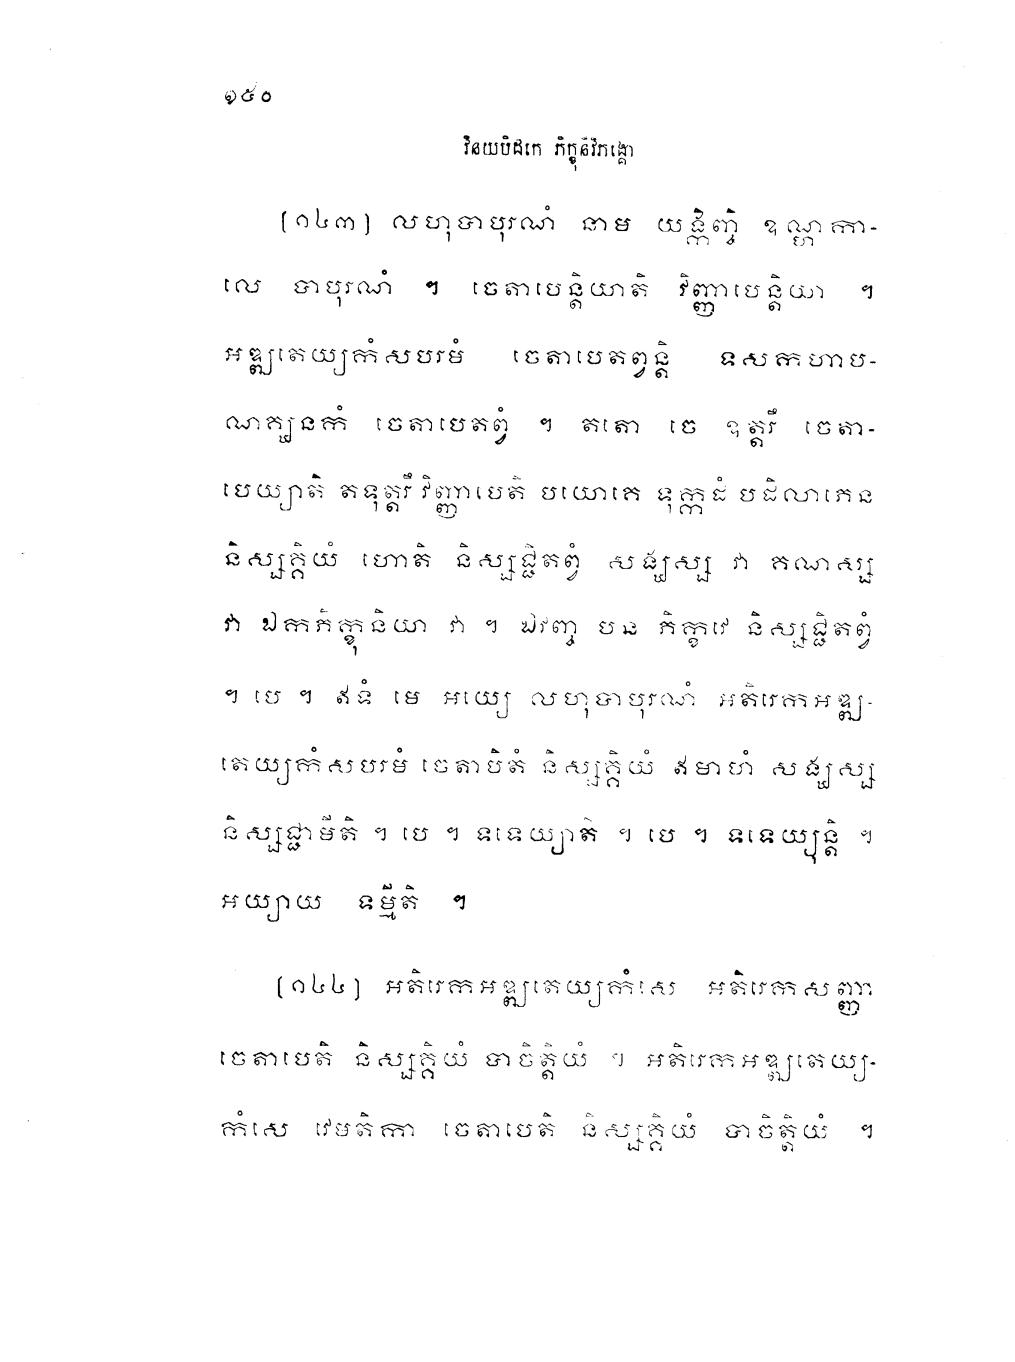 ១៥០
វិនយបិដកេ ភិក្ខុនីវិភង្គោ
[១៤៣] លហុបាបុរណំ នាម យង្កិញ្ចិ ឧណ្ហកា-
លេ បាបុរណំ ។ ចេតាបេន្តិយាតិ វិញ្ញាបេន្តិយា ។
អឌ្ឍតេយ្យកំសបរមំ ចេតាបេតព្វន្តិ ទសកហាប-
ណគ្ឃនកំ ចេតាបេតព្វំ ។ តតោ ចេ ឧត្តរឹ ចេតា-
បេយ្យាតិ តទុត្តរឹ វិញ្ញាបេតិ បយោគេ ទុក្កដំ បដិលាភេន
និស្សគ្គិយំ ហោតិ និស្សជ្ជិតព្វំ សង្ឃស្ស វា គណស្ស
វា ឯកភិក្ខុនិយា វា ។ ឯវញ្ច បន ភិក្ខវេ និស្សជ្ជិតព្វំ
។ បេ ។ ឥទំ មេ អយ្យេ លហុបាបុរណំ អតិរេកអឌ្ឍ-
តេយ្យកំសបរមំ ចេតាបិតំ និស្សគ្គិយំ ឥមាហំ សង្ឃស្ស
និស្សជ្ជាមីតិ ។ បេ ។ ទទេយ្យាតិ ។ បេ ។ ទទេយ្យុន្តិ ។
អយ្យាយ ទម្មីតិ ។
[១៤៤] អតិរេកអឌ្ឍតេយ្យកំសេ អតិរេកសញ្ញា
ចេតាបេតិ និស្សគ្គិយំ បាចិត្តិយំ ។ អតិរេកអឌ្ឍតេយ្យ-
កំសេ វេមតិកា ចេតាបេតិ និស្សគ្គិយំ បាចិត្តិយំ ។